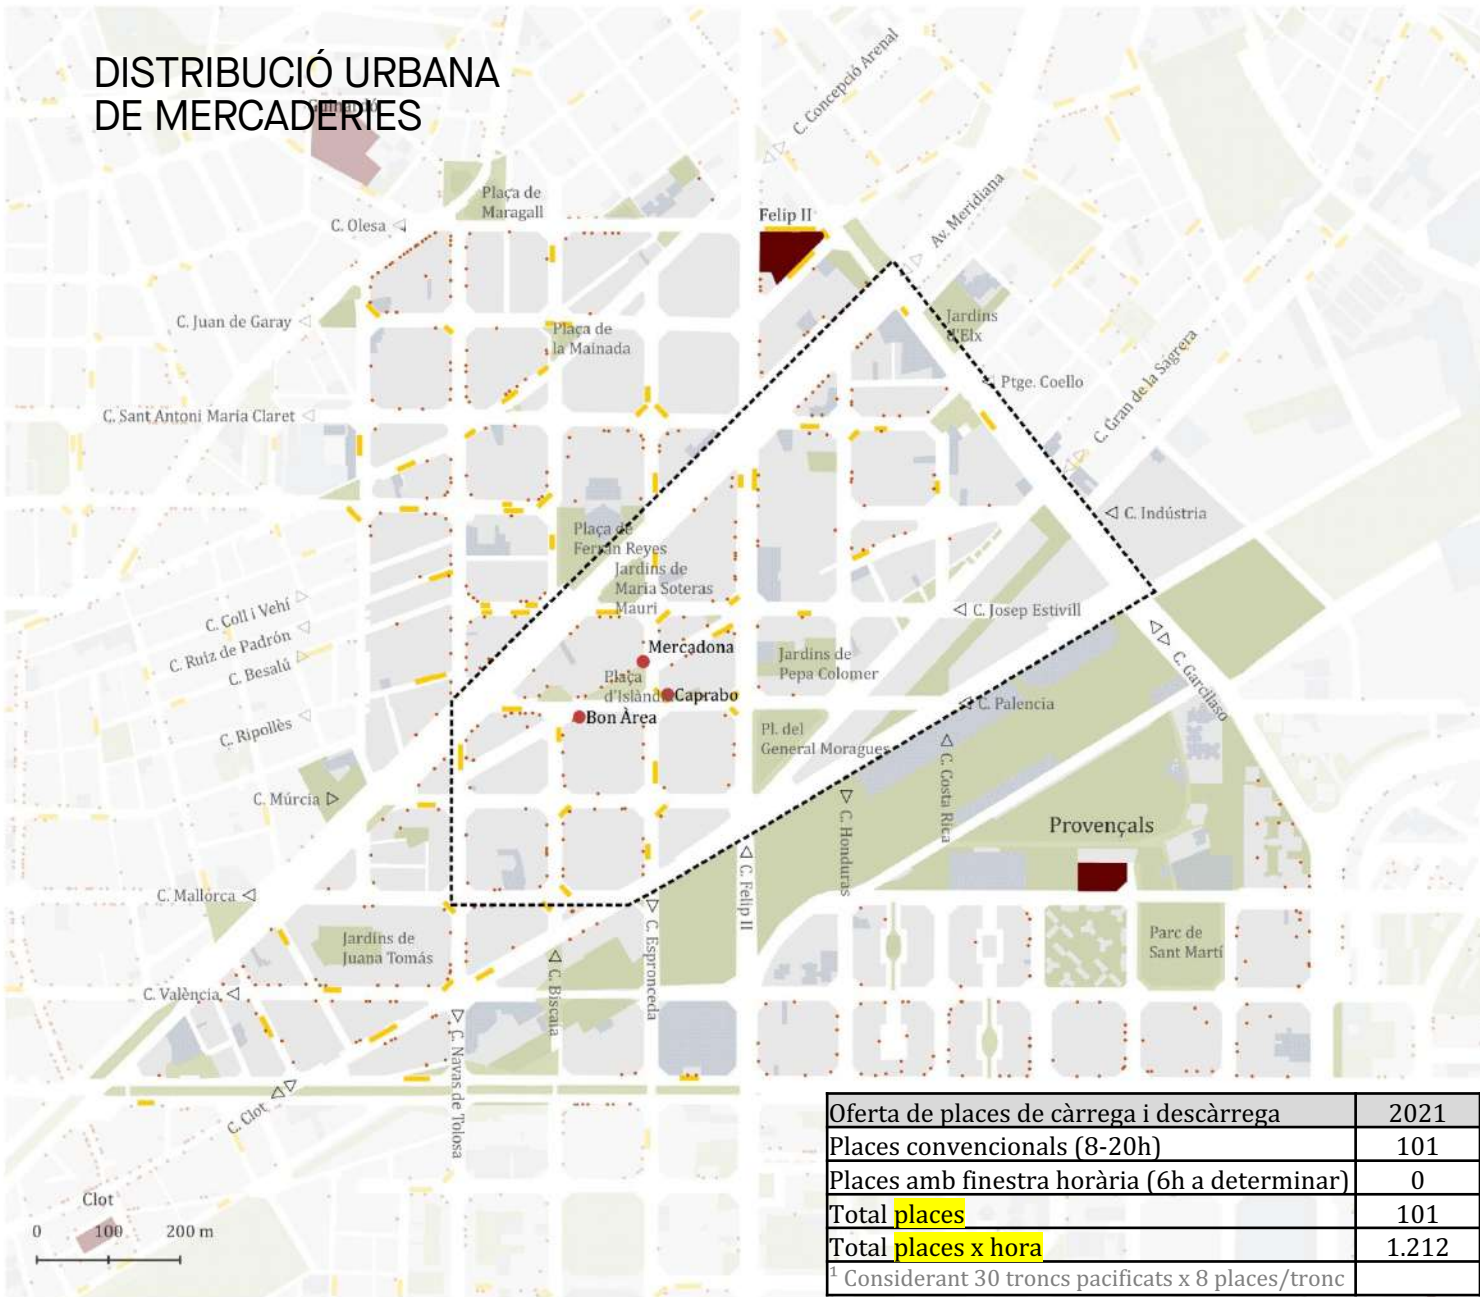 DISTRIBUCIÓ URBANA
DE MERCADERIES
Guinardó
C. Concepció Arenal
Plaça de
Maragall
C. Olesa ◁
Felip II
Av. Meridiana
C. Juan de Garay ◁
Plaça de
la Mainada
Jardins
d'Elx
◁ Ptge. Coello
C. Gran de la Sagrera
C. Sant Antoni Maria Claret ◁
◁ C. Indústria
Plaça de
Ferran Reyes
Jardins de
Maria Soteras
Mauri
C. Coll i Vehí ▷
C. Ruiz de Padrón ◁
C. Besalú ▷
C. Ripollès ◁
◁ C. Josep Estivill
Mercadona
Plaça
d'Islàndia
Caprabo
Bon Àrea
Jardins de
Pepa Colomer
C. Garcilaso
◁ C. Palencia
Pl. del
General Moragues
C. Múrcia ▷
C. Honduras
C. Costa Rica
Provençals
C. Mallorca ◁
C. Felip II
C. Espronceda
Jardins de
Juana Tomás
Parc de
Sant Martí
C. València ◁
C. Biscaia
C. Navas de Tolosa
C. Clot
Clot
0 100 200 m
Oferta de places de càrrega i descàrrega 2021
Places convencionals (8-20h) 101
Places amb finestra horària (6h a determinar) 0
Total places 101
Total places x hora 1.212
¹ Considerant 30 troncs pacificats x 8 places/tronc